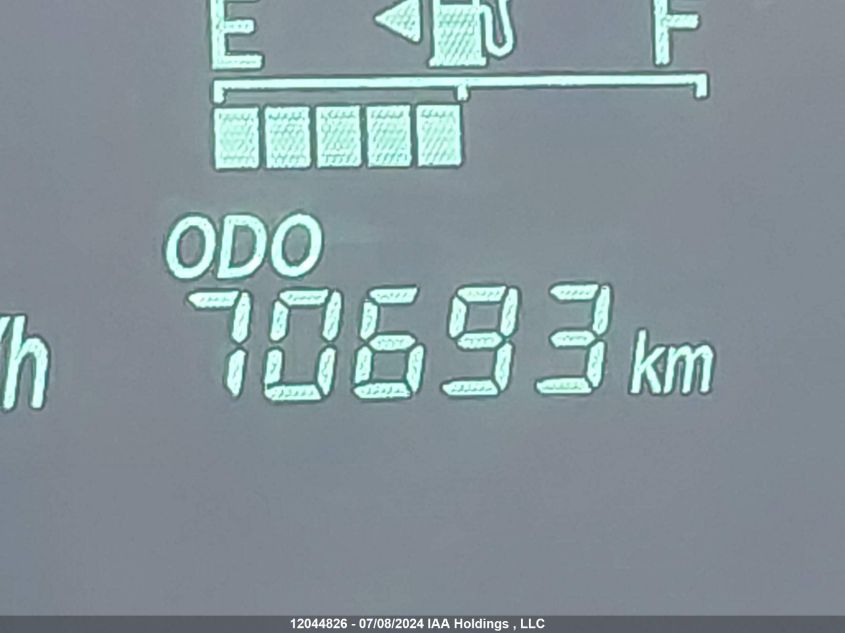 E F
ODO
70693 km
/h
12044826 - 07/08/2024 IAA Holdings , LLC